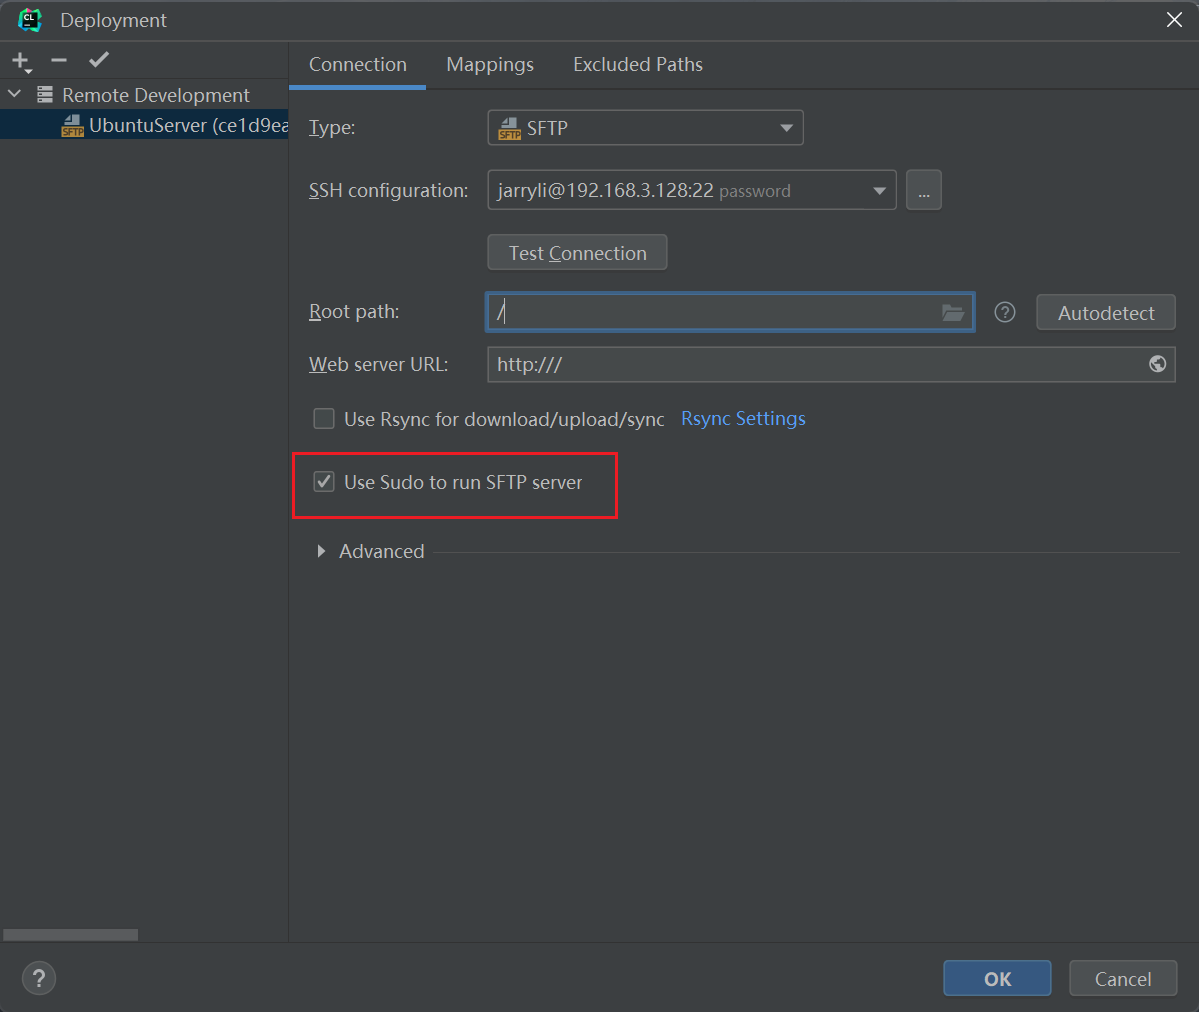 CL
Deployment
Connection Mappings Excluded Paths
Remote Development
SFTP UbuntuServer (ce1d9ea
Type: SFTP SFTP
SSH configuration: jarryli@192.168.3.128:22 password ...
Test Connection
Root path: / ? Autodetect
Web server URL: http:///
Use Rsync for download/upload/sync Rsync Settings
Use Sudo to run SFTP server
Advanced
? OK Cancel